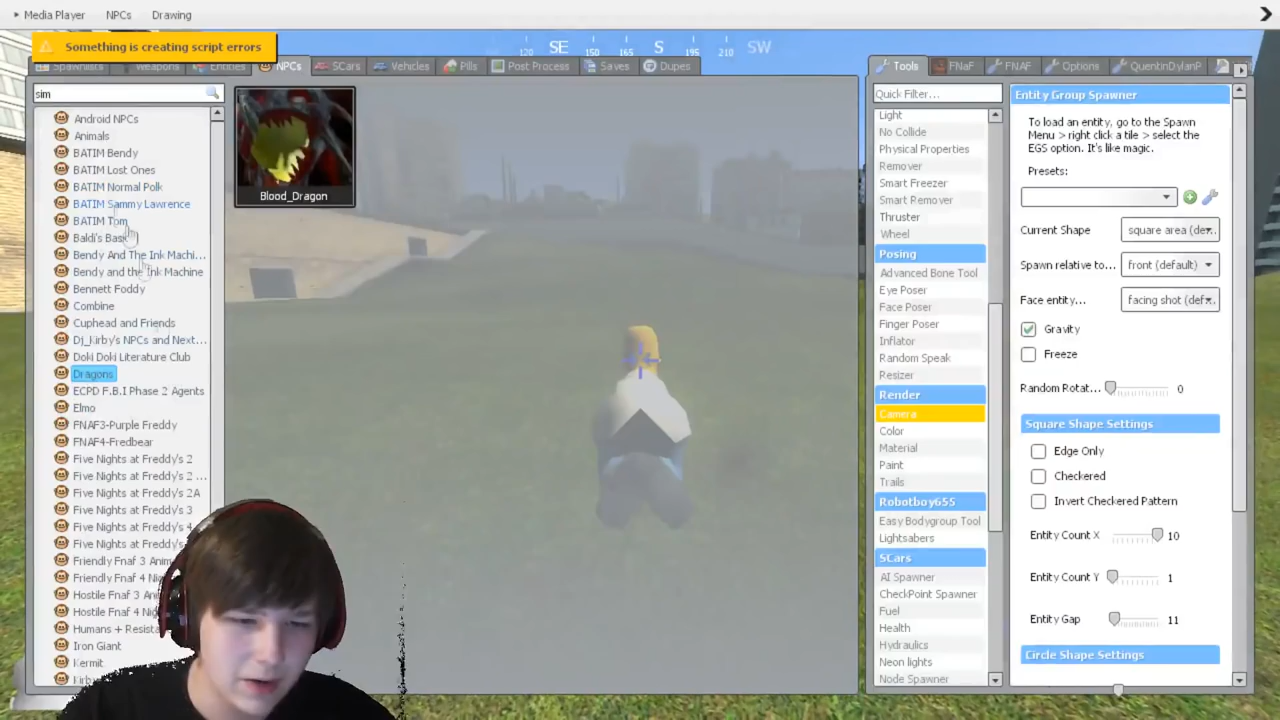 Media Player NPCs Drawing
Something is creating script errors
120 SE 150 165 S 195 210 SW
Spawnlists Weapons Entities NPCs SCars Vehicles Pills Post Process Saves Dupes
sim
Android NPCs
Animals
BATIM Bendy
BATIM Lost Ones
BATIM Normal Polk
BATIM Sammy Lawrence
BATIM Tom
Baldi's Basi
Bendy And The Ink Machi...
Bendy and the Ink Machine
Bennett Foddy
Combine
Cuphead and Friends
Dj_Kirby's NPCs and Next...
Doki Doki Literature Club
Dragons
ECPD F.B.I Phase 2 Agents
Elmo
FNAF3-Purple Freddy
FNAF4-Fredbear
Five Nights at Freddy's 2
Five Nights at Freddy's 2 ...
Five Nights at Freddy's 2A
Five Nights at Freddy's 3
Five Nights at Freddy's 4
Five Nights at Freddy's
Friendly Fnaf 3 Anim
Friendly Fnaf 4 Nig
Hostile Fnaf 3 An
Hostile Fnaf 4 Nig
Humans + Resista
Iron Giant
Kermit
Blood_Dragon
Tools FNaF FNAF Options QuentinDylanP
Quick Filter...
Light
No Collide
Physical Properties
Remover
Smart Freezer
Smart Remover
Thruster
Wheel
Posing
Advanced Bone Tool
Eye Poser
Face Poser
Finger Poser
Inflator
Random Speak
Resizer
Render
Camera
Color
Material
Paint
Trails
Robotboy655
Easy Bodygroup Tool
Lightsabers
SCars
AI Spawner
CheckPoint Spawner
Fuel
Health
Hydraulics
Neon lights
Node Spawner
Entity Group Spawner
To load an entity, go to the Spawn
Menu > right click a tile > select the
EGS option. It's like magic.
Presets:
Current Shape square area (de...
Spawn relative to... front (default)
Face entity... facing shot (def...
Gravity
Freeze
Random Rotat... 0
Square Shape Settings
Edge Only
Checkered
Invert Checkered Pattern
Entity Count X 10
Entity Count Y 1
Entity Gap 11
Circle Shape Settings